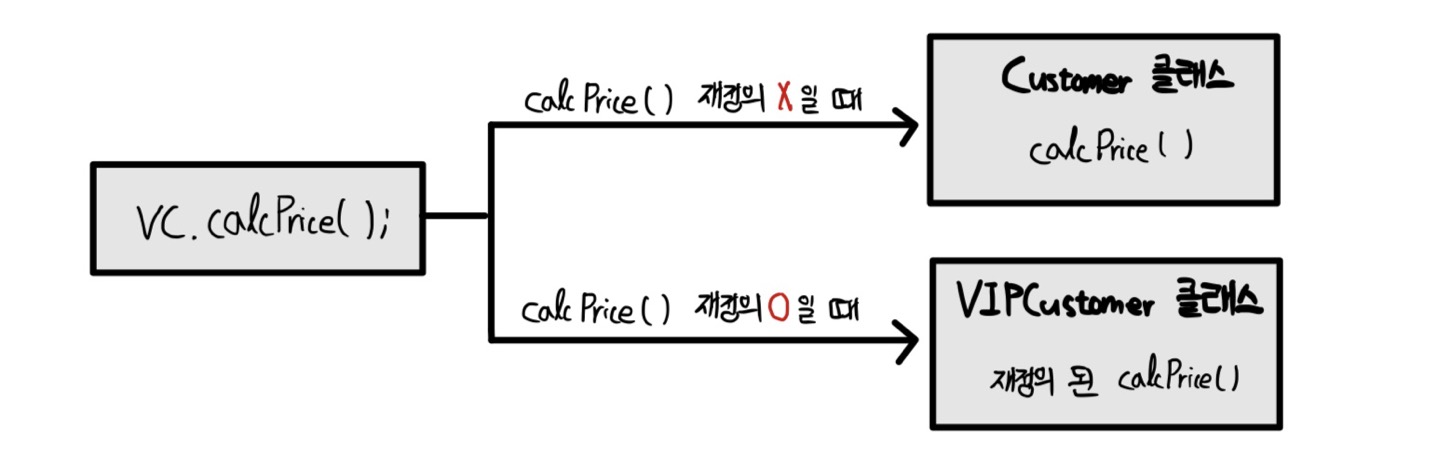 VC.calcPrice();
calcPrice() 재정의 X일 때
Customer 클래스
calcPrice()
calcPrice() 재정의 O일 때
VIPCustomer 클래스
재정의 된 calcPrice()